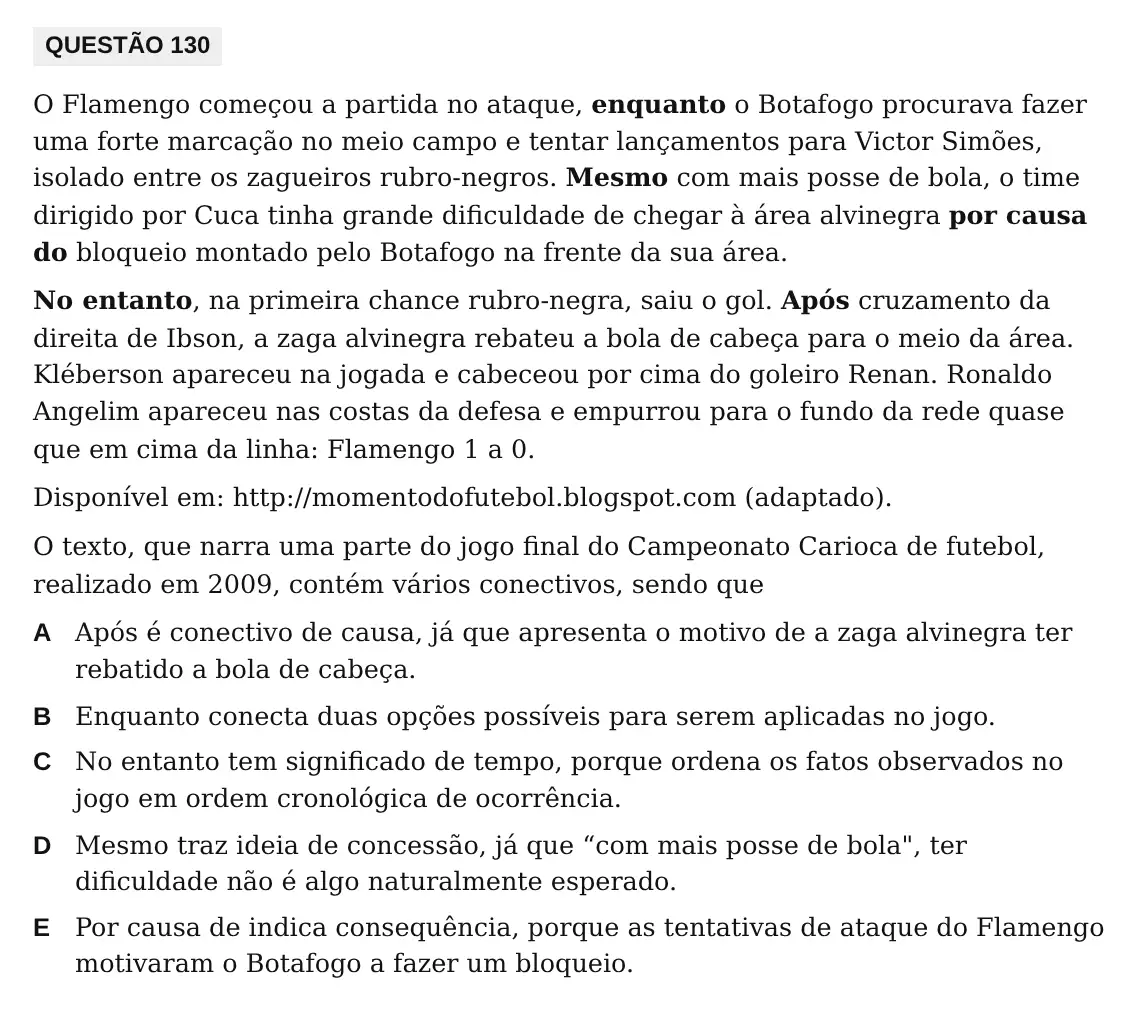 QUESTÃO 130
O Flamengo começou a partida no ataque, enquanto o Botafogo procurava fazer
uma forte marcação no meio campo e tentar lançamentos para Victor Simões,
isolado entre os zagueiros rubro-negros. Mesmo com mais posse de bola, o time
dirigido por Cuca tinha grande dificuldade de chegar à área alvinegra por causa
do bloqueio montado pelo Botafogo na frente da sua área.
No entanto, na primeira chance rubro-negra, saiu o gol. Após cruzamento da
direita de Ibson, a zaga alvinegra rebateu a bola de cabeça para o meio da área.
Kléberson apareceu na jogada e cabeceou por cima do goleiro Renan. Ronaldo
Angelim apareceu nas costas da defesa e empurrou para o fundo da rede quase
que em cima da linha: Flamengo 1 a 0.
Disponível em: http://momentodofutebol.blogspot.com (adaptado).
O texto, que narra uma parte do jogo final do Campeonato Carioca de futebol,
realizado em 2009, contém vários conectivos, sendo que
A Após é conectivo de causa, já que apresenta o motivo de a zaga alvinegra ter
rebatido a bola de cabeça.
B Enquanto conecta duas opções possíveis para serem aplicadas no jogo.
C No entanto tem significado de tempo, porque ordena os fatos observados no
jogo em ordem cronológica de ocorrência.
D Mesmo traz ideia de concessão, já que “com mais posse de bola", ter
dificuldade não é algo naturalmente esperado.
E Por causa de indica consequência, porque as tentativas de ataque do Flamengo
motivaram o Botafogo a fazer um bloqueio.